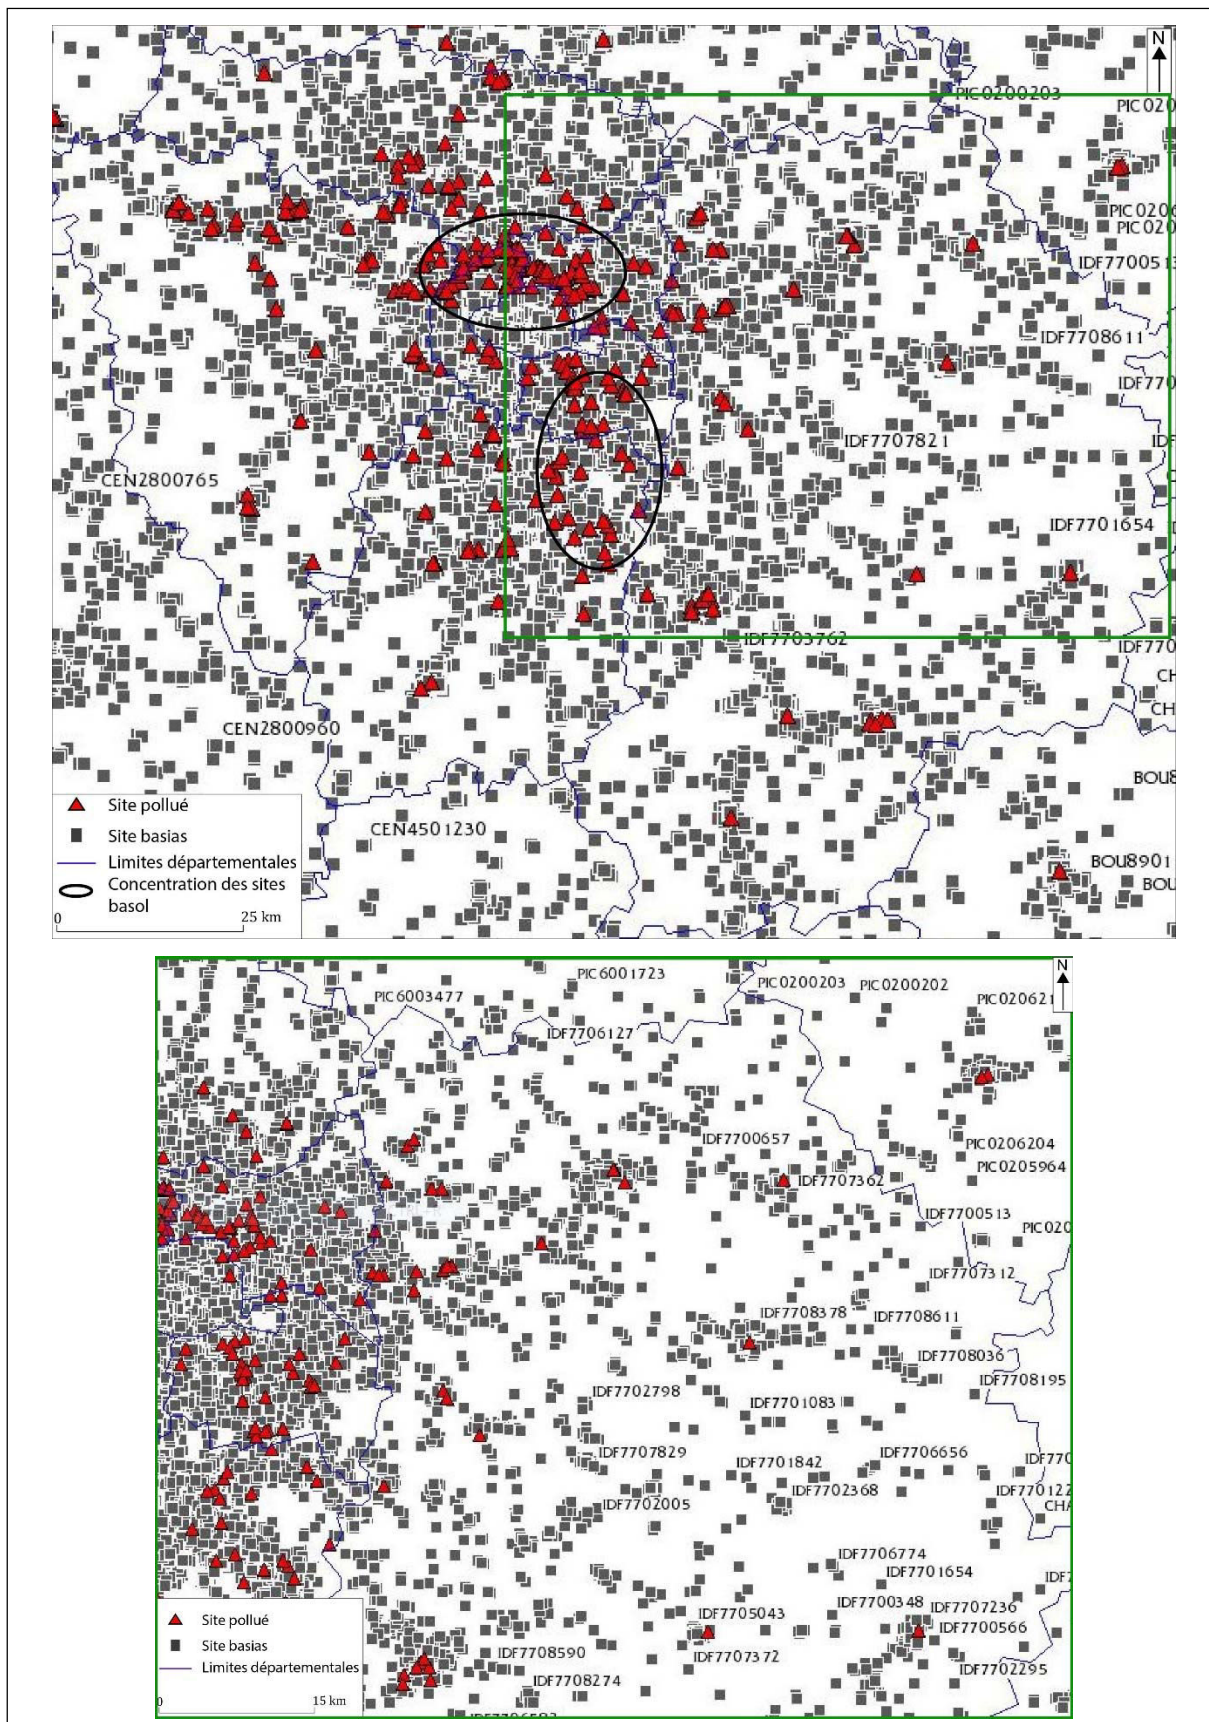 N
PIC0200203
PIC020
PIC0206
PIC020
IDF7700513
IDF7708611
IDF770
IDF7707821
IDF
CEN2800765
IDF7701654
IDF7703762
IDF770
CH
CH
CEN2800960
BOU8
CEN4501230
BOU8901
BOU
Site pollué
Site basias
Limites départementales
Concentration des sites
basol
0 25 km
N
PIC6001723
PIC0200203
PIC0200202
PIC6003477
PIC020621
IDF7706127
IDF7700657
PIC0206204
PIC0205964
IDF7707362
IDF7700513
PIC020
IDF7707312
IDF7708378
IDF7708611
IDF7708036
IDF7708195
IDF7702798
IDF7701083
IDF7707829
IDF7706656
IDF770
IDF7701842
IDF7702368
IDF770122
IDF7702005
CHA
IDF7706774
IDF7701654
IDF7
IDF7700348
IDF7707236
IDF7705043
IDF7700566
IDF7708590
IDF7707372
IDF7702295
IDF7708274
Site pollué
Site basias
Limites départementales
0 15 km